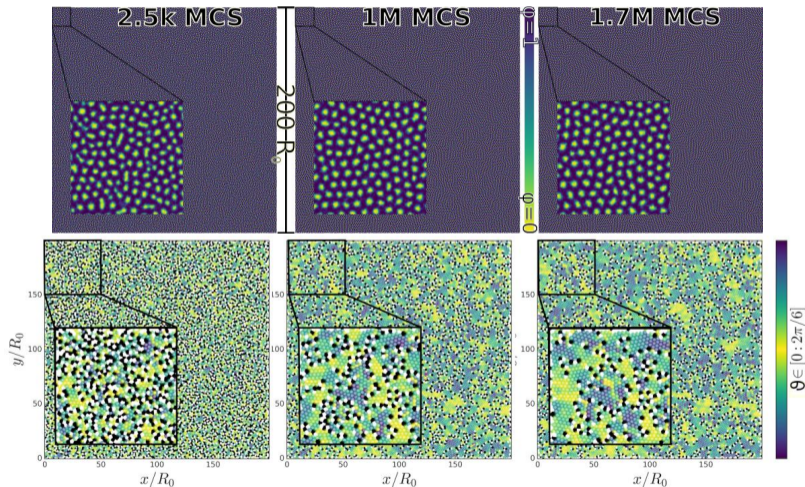 2.5k MCS
1M MCS
1.7M MCS
200 R₀
φ=1
φ=0
y/R₀
150
100
50
0
0 50 100 150
x/R₀
0 50 100 150
x/R₀
0 50 100 150
x/R₀
ϑ∈[0:2π/6]